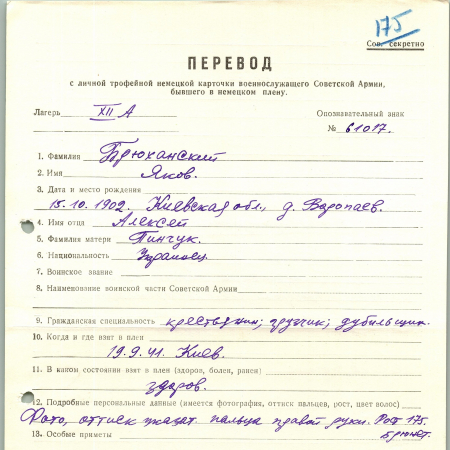 175
Сов. секретно
ПЕРЕВОД
с личной трофейной немецкой карточки военнослужащего Советской Армии,
бывшего в немецком плену.
Лагерь XII A Опознавательный знак
№ 61017.
1. Фамилия Брюханский
2. Имя Яков.
3. Дата и место рождения
15.10.1902. Киевская обл., д. Воропаев.
4. Имя отца Алексей
5. Фамилия матери Пинчук.
6. Национальность Украинец
7. Воинское звание
8. Наименование воинской части Советской Армии
9. Гражданская специальность крестьянин; грузчик; дубильщик.
10. Когда и где взят в плен
19.9.41. Киев.
11. В каком состоянии взят в плен (здоров, болен, ранен)
здоров.
12. Подробные персональные данные (имеется фотография, оттиск пальцев, рост, цвет волос)
Фото, оттиск указат. пальца правой руки. Рост 175.
Брюнет.
13. Особые приметы